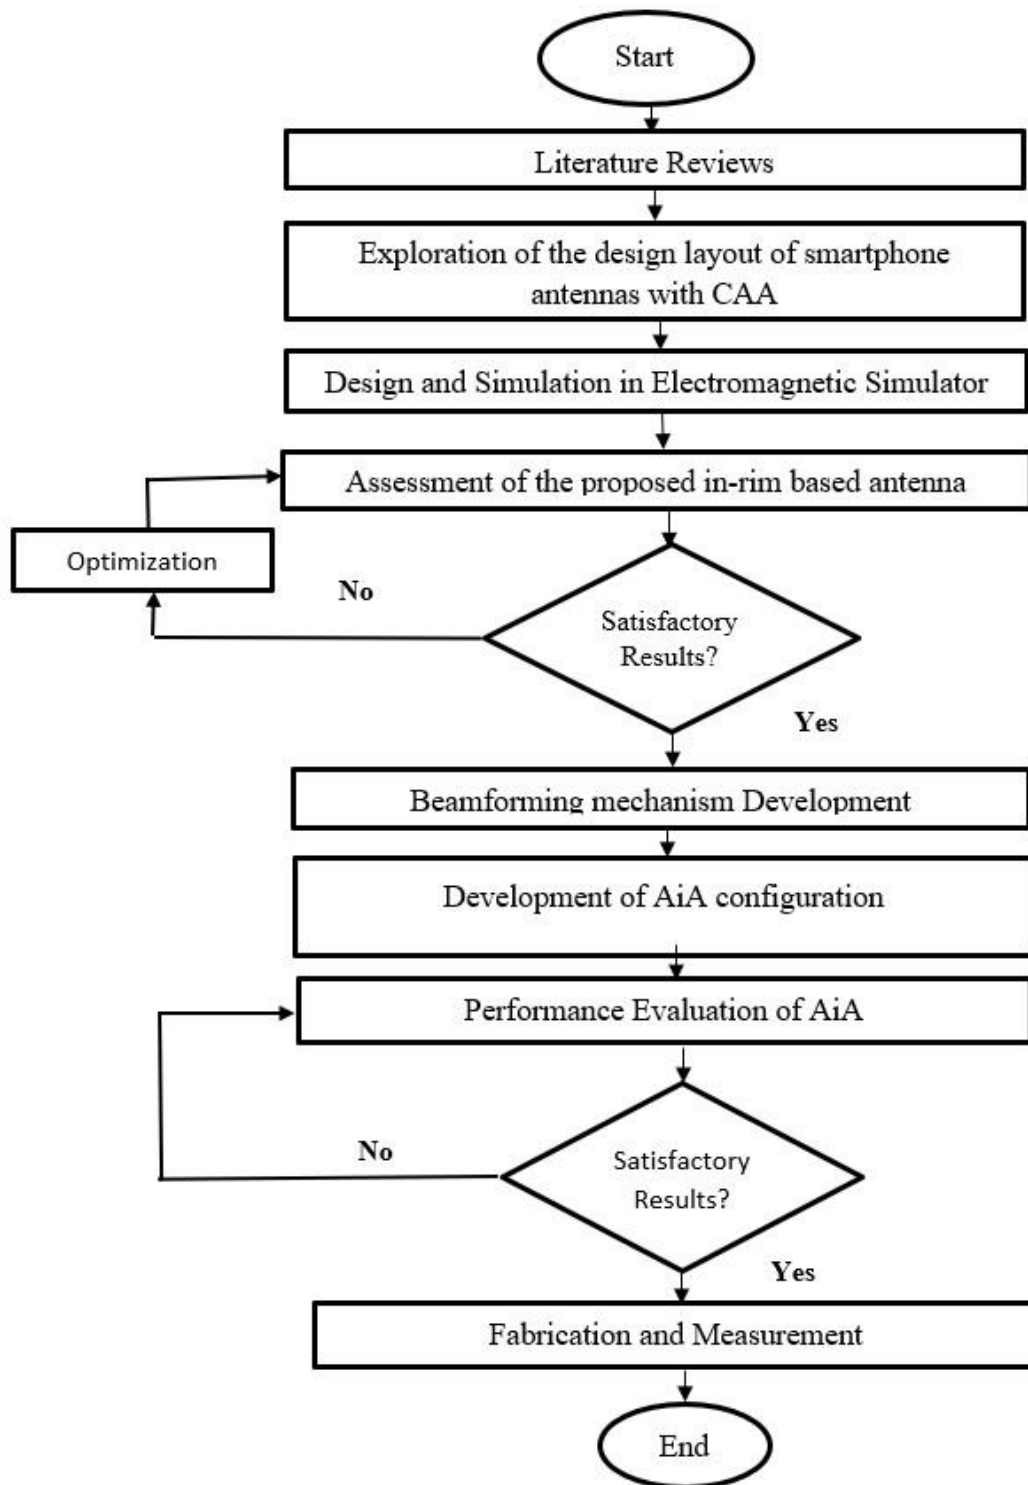 Start
Literature Reviews
Exploration of the design layout of smartphone
antennas with CAA
Design and Simulation in Electromagnetic Simulator
Assessment of the proposed in-rim based antenna
Optimization
No
Satisfactory
Results?
Yes
Beamforming mechanism Development
Development of AiA configuration
Performance Evaluation of AiA
No
Satisfactory
Results?
Yes
Fabrication and Measurement
End